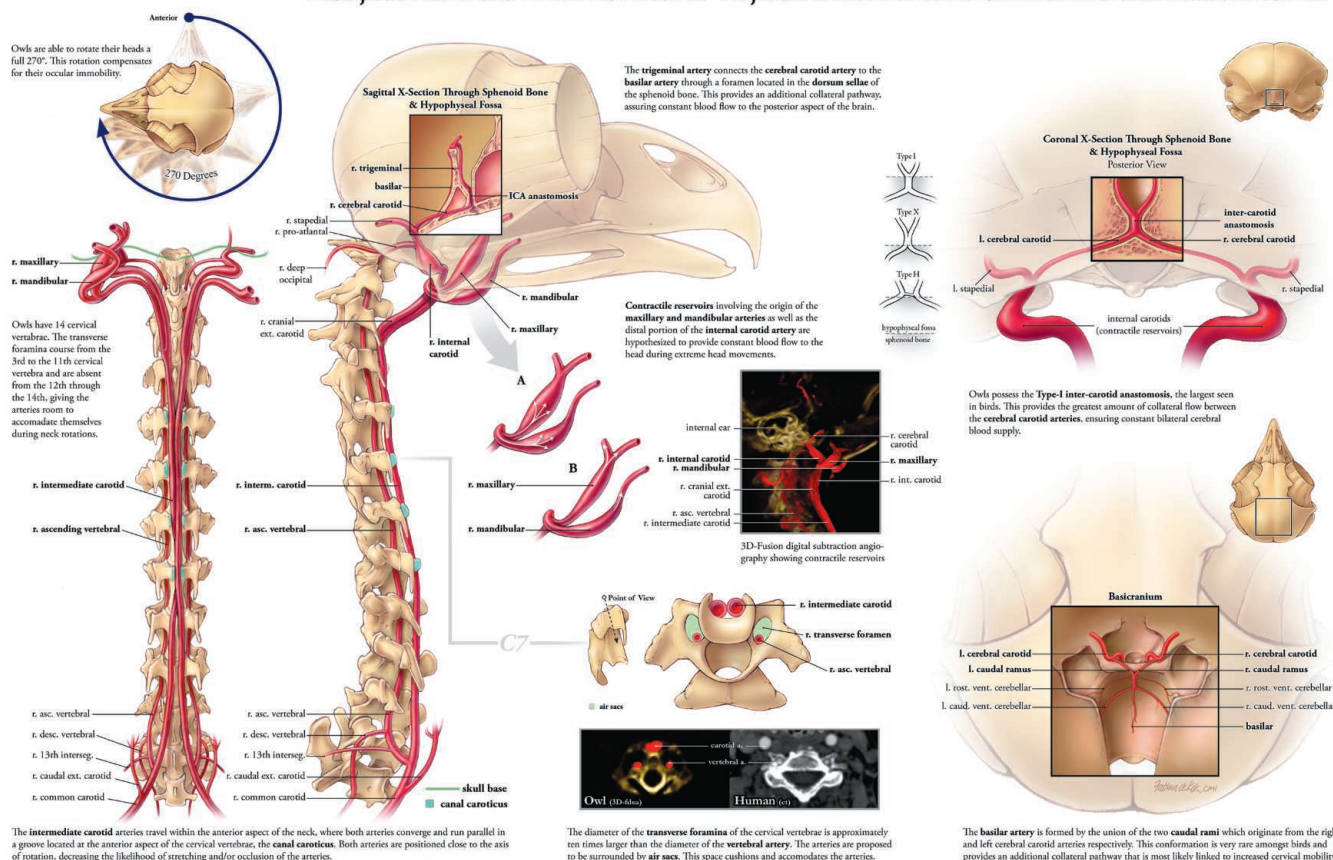 Anterior
Owls are able to rotate their heads a
full 270°. This rotation compensates
for their occular immobility.
270 Degrees
r. maxillary
r. mandibular
Owls have 14 cervical
vertabrae. The transverse
foramina course from the
3rd to the 11th cervical
vertebra and are absent
from the 12th through
the 14th, giving the
arteries room to
accomadate themselves
during neck rotations.
r. intermediate carotid
r. ascending vertebral
r. asc. vertebral
r. desc. vertebral
r. 13th interseg.
r. caudal ext. carotid
r. common carotid
Sagittal X-Section Through Sphenoid Bone
& Hypophyseal Fossa
r. trigeminal
basilar
r. cerebral carotid
ICA anastomosis
r. stapedial
r. pro-atlantal
r. deep
occipital
r. cranial
ext. carotid
r. mandibular
r. maxillary
r. internal
carotid
r. interm. carotid
r. asc. vertebral
r. asc. vertebral
r. desc. vertebral
r. 13th interseg.
r. caudal ext. carotid
r. common carotid
skull base
canal caroticus
The intermediate carotid arteries travel within the anterior aspect of the neck, where both arteries converge and run parallel in
a groove located at the anterior aspect of the cervical vertebrae, the canal caroticus. Both arteries are positioned close to the axis
of rotation, decreasing the likelihood of stretching and/or occlusion of the arteries.
The trigeminal artery connects the cerebral carotid artery to the
basilar artery through a foramen located in the dorsum sellae of
the sphenoid bone. This provides an additional collateral pathway,
assuring constant blood flow to the posterior aspect of the brain.
Type I
Type X
Type H
hypophyseal fossa
sphenoid bone
Contractile reservoirs involving the origin of the
maxillary and mandibular arteries as well as the
distal portion of the internal carotid artery are
hypothesized to provide constant blood flow to the
head during extreme head movements.
A
B
r. maxillary
r. mandibular
internal ear
r. internal carotid
r. mandibular
r. cranial ext.
carotid
r. asc. vertebral
r. intermediate carotid
r. cerebral
carotid
r. maxillary
r. int. carotid
3D-Fusion digital subtraction angio-
graphy showing contractile reservoirs
C7
Point of View
r. intermediate carotid
r. transverse foramen
r. asc. vertebral
air sacs
carotid a.
vertebral a.
Owl (3D-fdsa)
Human (ct)
The diameter of the transverse foramina of the cervical vertebrae is approximately
ten times larger than the diameter of the vertebral artery. The arteries are proposed
to be surrounded by air sacs. This space cushions and accomodates the arteries.
Coronal X-Section Through Sphenoid Bone
& Hypophyseal Fossa
Posterior View
inter-carotid
anastomosis
l. cerebral carotid
r. cerebral carotid
l. stapedial
r. stapedial
internal carotids
(contractile reservoirs)
Owls possess the Type-I inter-carotid anastomosis, the largest seen
in birds. This provides the greatest amount of collateral flow between
the cerebral carotid arteries, ensuring constant bilateral cerebral
blood supply.
Basicranium
l. cerebral carotid
l. caudal ramus
l. rost. vent. cerebellar
l. caud. vent. cerebellar
r. cerebral carotid
r. caudal ramus
r. rost. vent. cerebellar
r. caud. vent. cerebellar
basilar
The basilar artery is formed by the union of the two caudal rami which originate from the
and left cerebral carotid arteries respectively. This conformation is very rare amongst birds and
provides an additional collateral pathway that is most likely linked to increased cervical